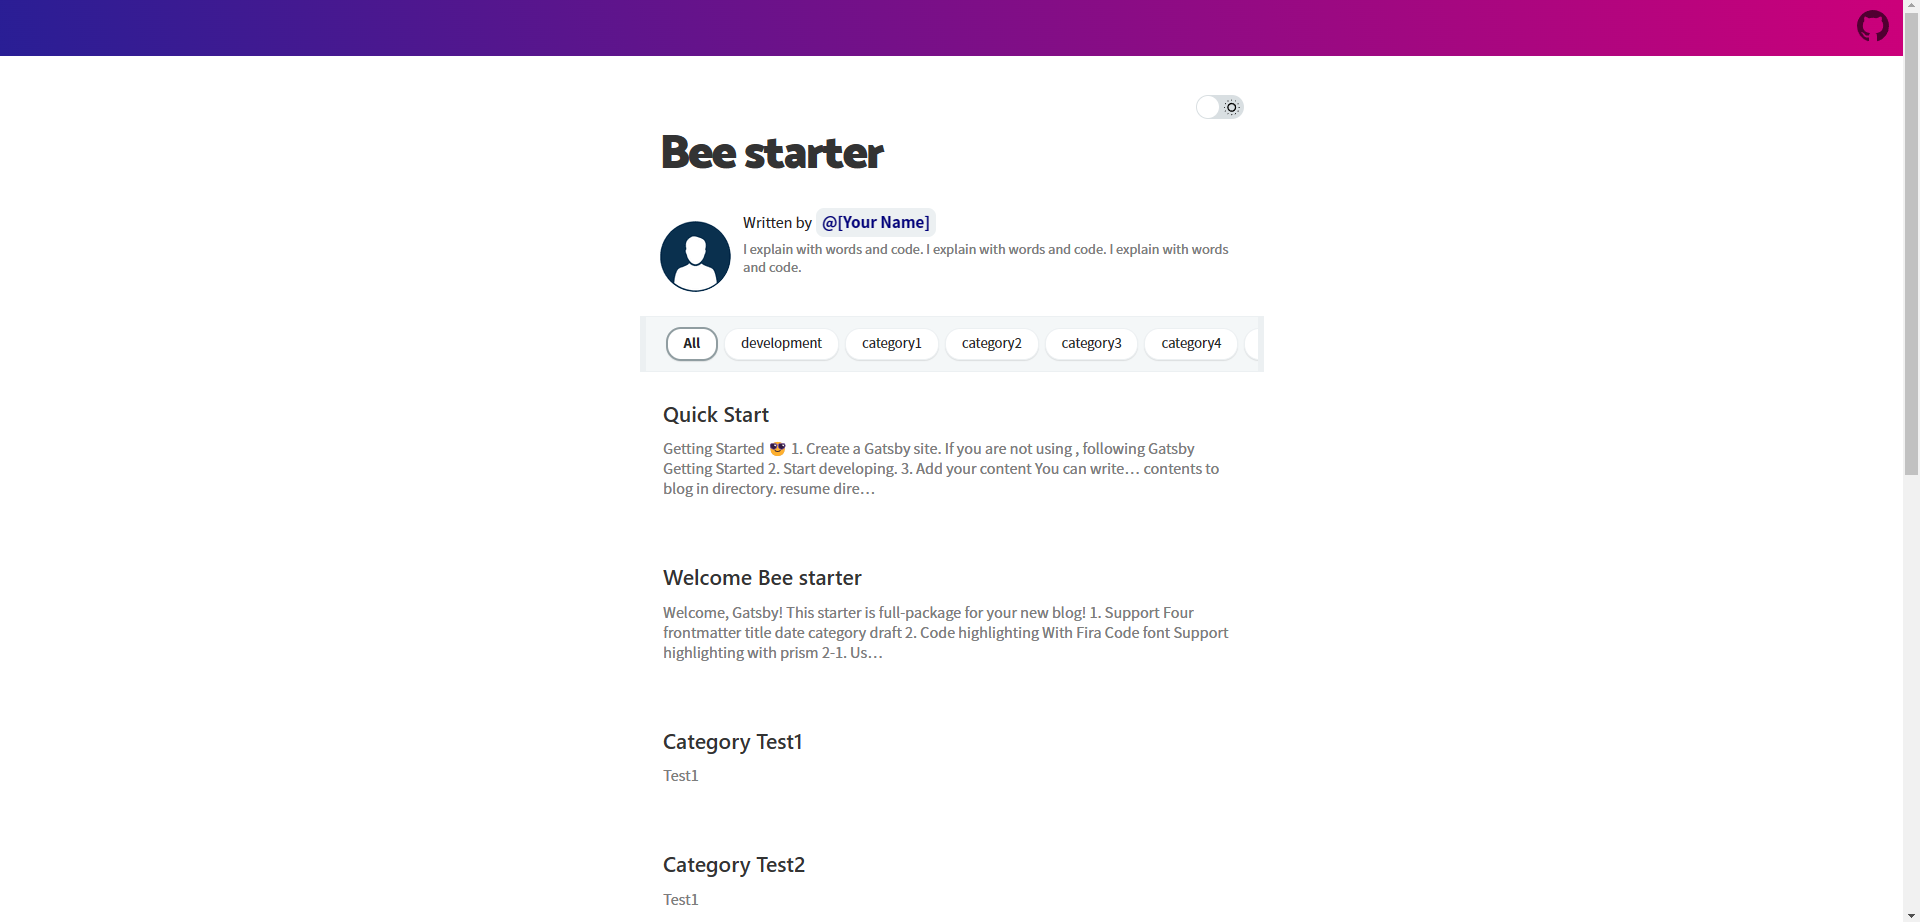 Bee starter
Written by @[Your Name]
I explain with words and code. I explain with words and code. I explain with words
and code.
All development category1 category2 category3 category4
Quick Start
Getting Started 😎 1. Create a Gatsby site. If you are not using , following Gatsby
Getting Started 2. Start developing. 3. Add your content You can write… contents to
blog in directory. resume dire…
Welcome Bee starter
Welcome, Gatsby! This starter is full-package for your new blog! 1. Support Four
frontmatter title date category draft 2. Code highlighting With Fira Code font Support
highlighting with prism 2-1. Us…
Category Test1
Test1
Category Test2
Test1